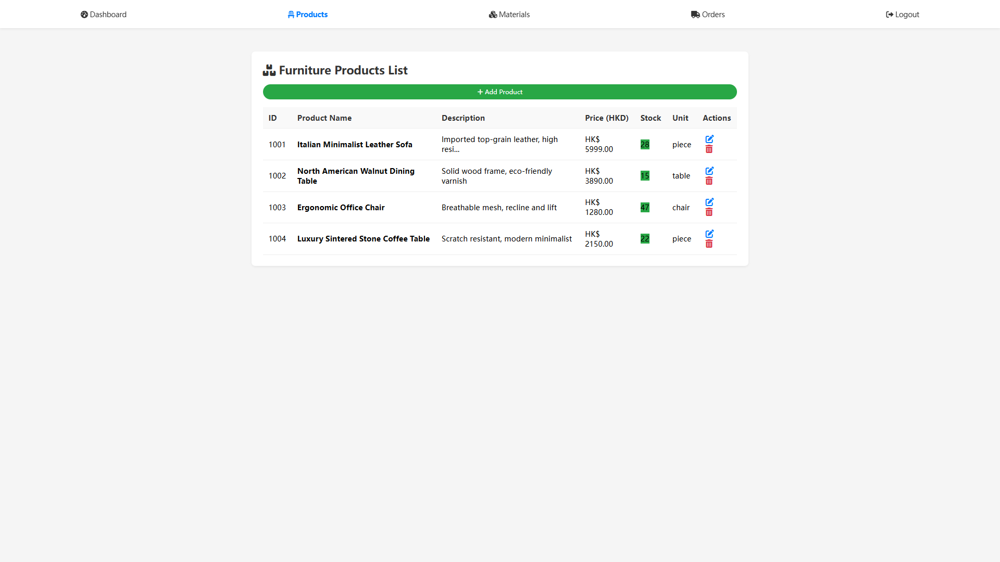 Dashboard
Products
Materials
Orders
Logout
Furniture Products List
+ Add Product
ID Product Name Description Price (HKD) Stock Unit Actions
1001 Italian Minimalist Leather Sofa Imported top-grain leather, high resi... HK$ 5999.00 28 piece
1002 North American Walnut Dining Table Solid wood frame, eco-friendly varnish HK$ 3890.00 15 table
1003 Ergonomic Office Chair Breathable mesh, recline and lift HK$ 1280.00 47 chair
1004 Luxury Sintered Stone Coffee Table Scratch resistant, modern minimalist HK$ 2150.00 22 piece